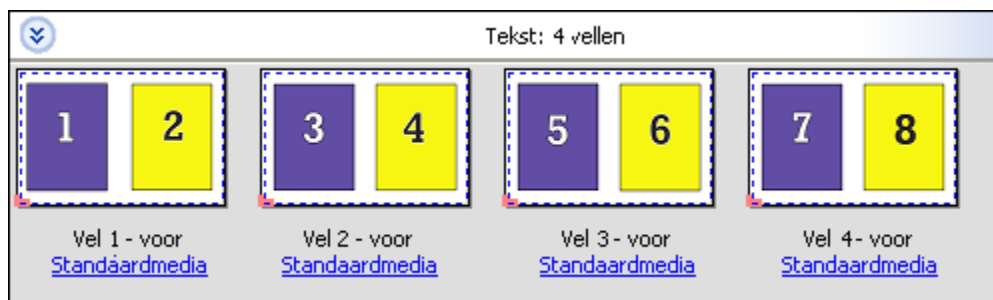 Tekst: 4 vellen
1 2 3 4 5 6 7 8
Vel 1 - voor Vel 2 - voor Vel 3 - voor Vel 4- voor
Standaardmedia Standaardmedia Standaardmedia Standaardmedia